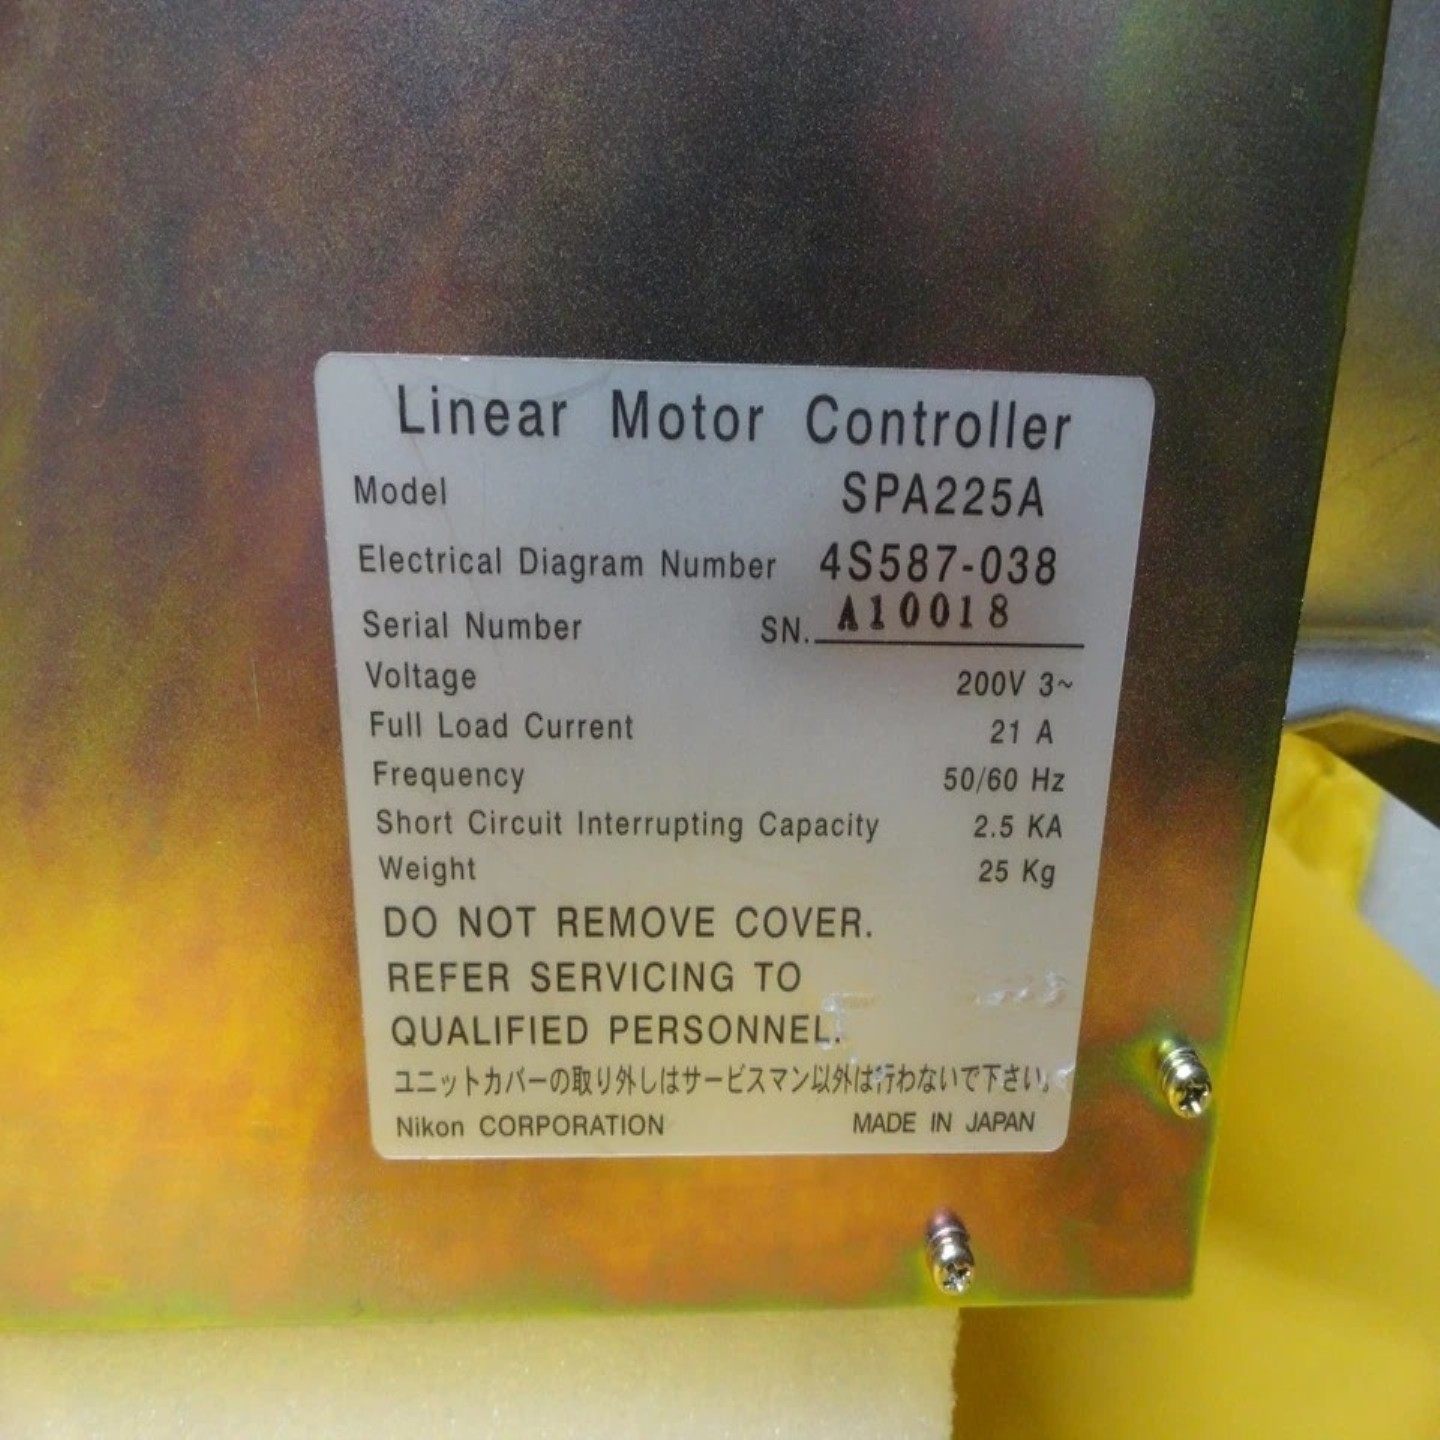 Linear Motor Controller
Model SPA225A
Electrical Diagram Number 4S587-038
Serial Number SN. A10018
Voltage 200V 3~
Full Load Current 21 A
Frequency 50/60 Hz
Short Circuit Interrupting Capacity 2.5 KA
Weight 25 Kg
DO NOT REMOVE COVER.
REFER SERVICING TO
QUALIFIED PERSONNEL.
ユニットカバーの取り外しはサービスマン以外は行わないで下さい。
Nikon CORPORATION MADE IN JAPAN